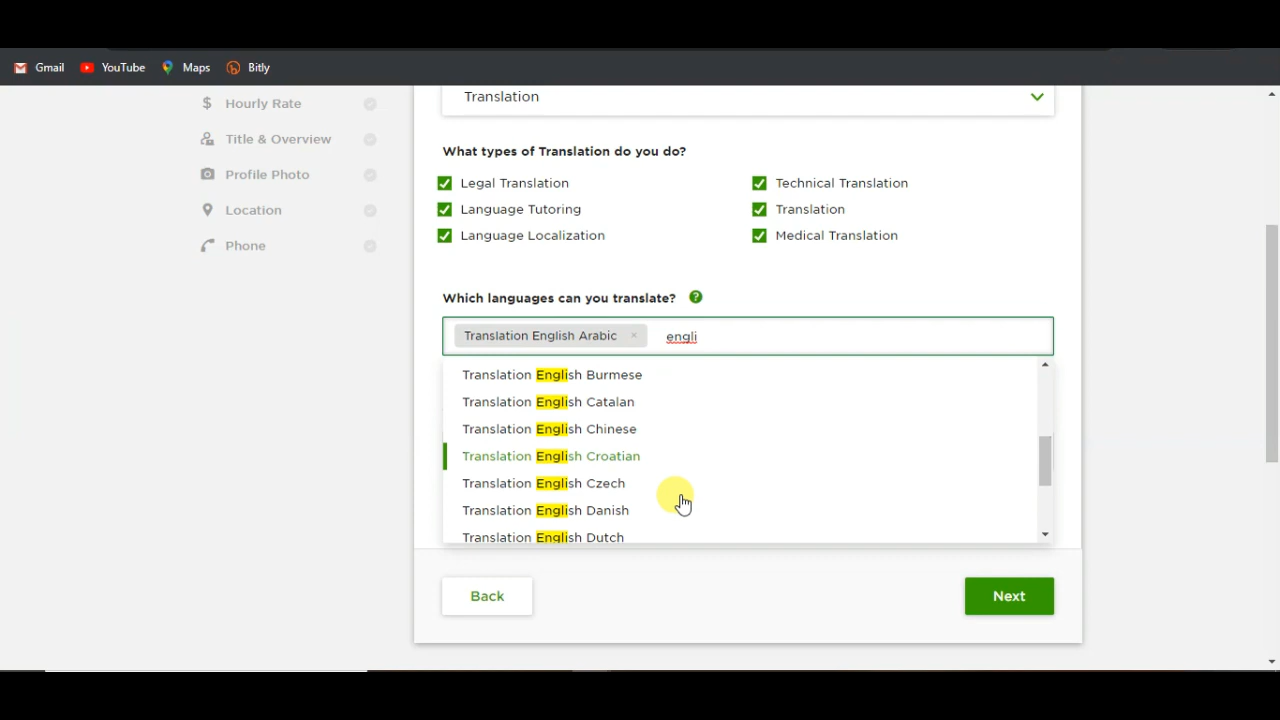 Gmail YouTube Maps Bitly
$ Hourly Rate
Title & Overview
Profile Photo
Location
Phone
Translation
What types of Translation do you do?
Legal Translation Technical Translation
Language Tutoring Translation
Language Localization Medical Translation
Which languages can you translate? ?
Translation English Arabic × engli
Translation English Burmese
Translation English Catalan
Translation English Chinese
Translation English Croatian
Translation English Czech
Translation English Danish
Translation English Dutch
Back Next